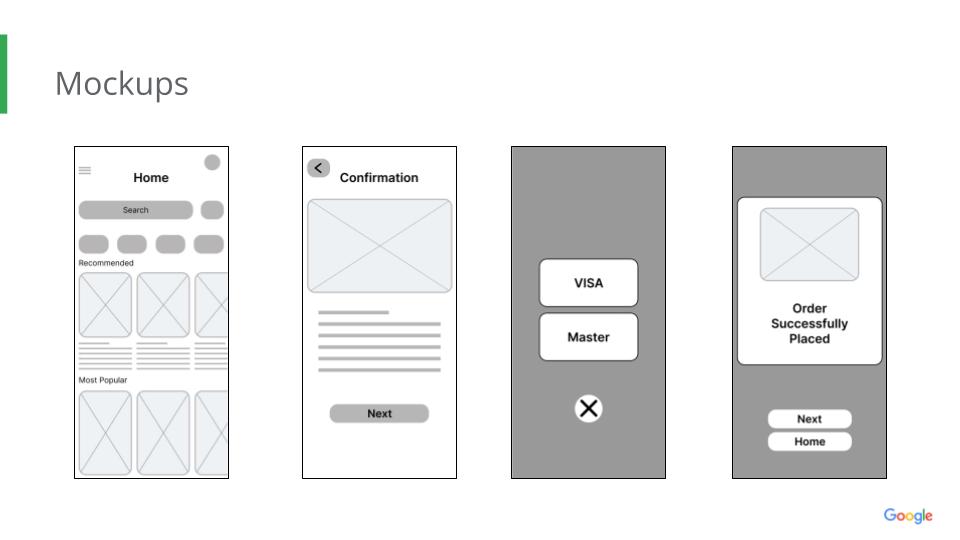 Mockups
Home
Search
Recommended
Most Popular
Confirmation
Next
VISA
Master
Order
Successfully
Placed
Next
Home
Google